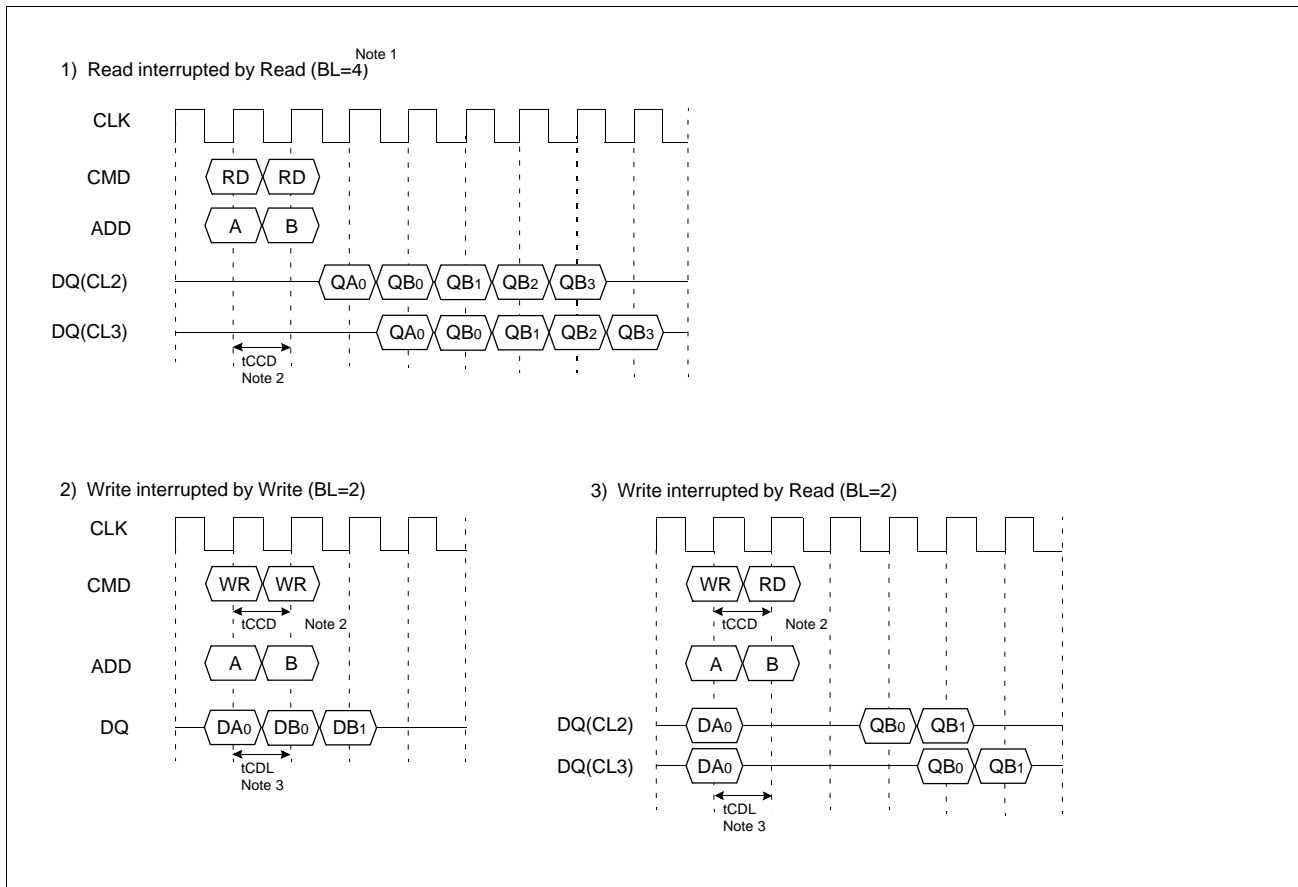 1) Read interrupted by Read (BL=4) Note 1
CLK
CMD RD RD
ADD A B
DQ(CL2) QA0 QB0 QB1 QB2 QB3
DQ(CL3) QA0 QB0 QB1 QB2 QB3
tCCD
Note 2
2) Write interrupted by Write (BL=2)
CLK
CMD WR WR
tCCD Note 2
ADD A B
DQ DA0 DB0 DB1
tCDL
Note 3
3) Write interrupted by Read (BL=2)
WR RD
tCCD Note 2
A B
DQ(CL2) DA0 QB0 QB1
DQ(CL3) DA0 QB0 QB1
tCDL
Note 3